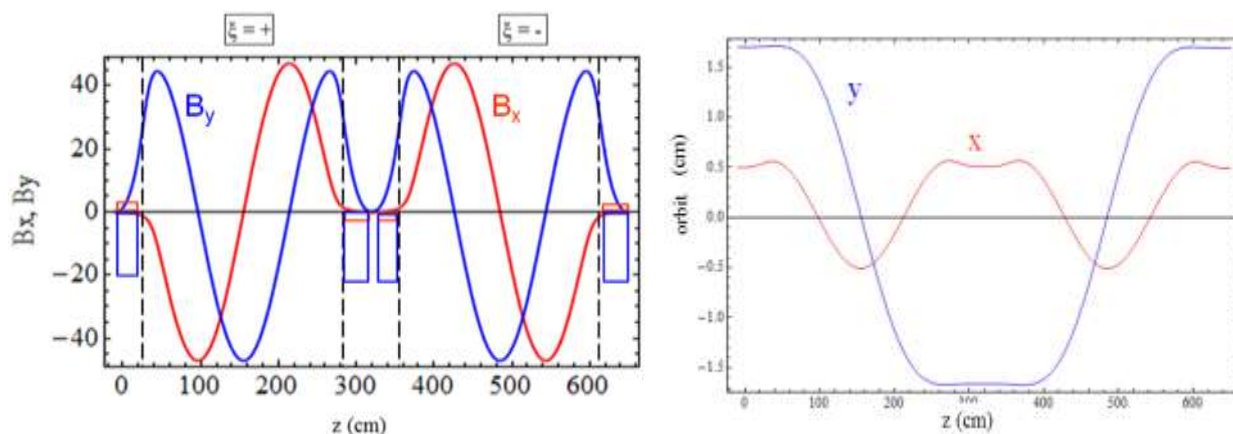 ξ = +
ξ = -
B_y
B_x
40
20
0
−20
−40
0 100 200 300 400 500 600
Bx, By
z (cm)
y
x
1.5
1.0
0.5
0.0
−0.5
−1.0
−1.5
0 100 200 400 500 600
orbit (cm)
z (cm)